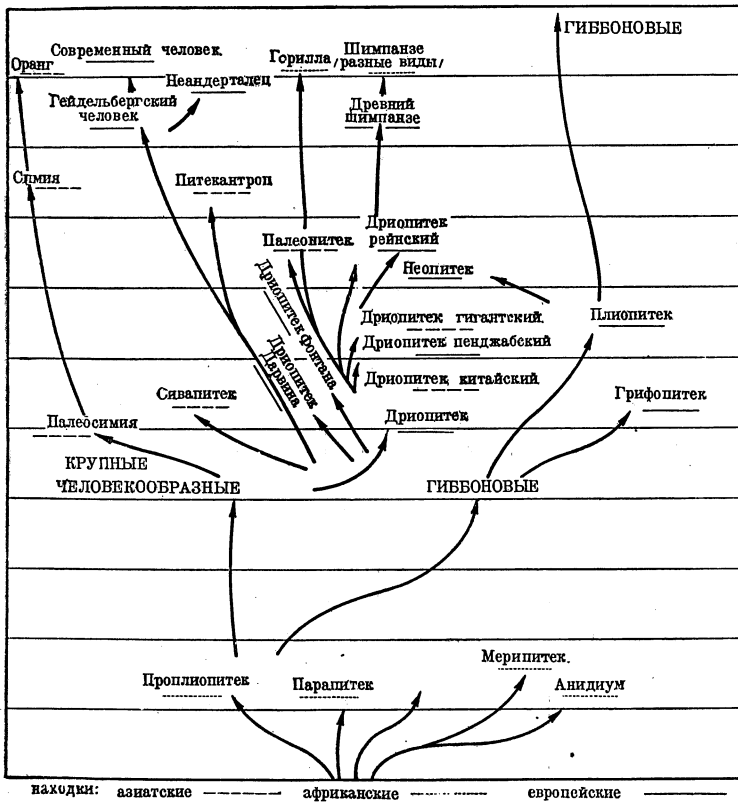 ГИББОНОВЫЕ
Современный человек.
Оранг
Горилла
Шимпанзе
/разные виды/
Неандерталец
Гейдельбергский
человек
Древний
шимпанзе
Симия
Питекантроп
Палеопитек
Дриопитек
рейнский
Неопитек
Дриопитек Фонтана
Дриопитек
Дарвина
Дриопитек гигантский.
Дриопитек пенджабский
Дриопитек китайский
Плиопитек
Сивапитек
Грифопитек
Палеосимия
Дриопитек
КРУПНЫЕ
ЧЕЛОВЕКООБРАЗНЫЕ
ГИББОНОВЫЕ
Проплиопитек
Парапитек
Мерипитек.
Анидиум
находки: азиатские африканские европейские